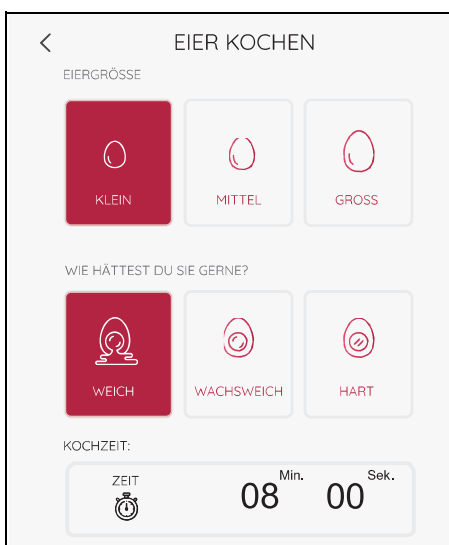 EIER KOCHEN
EIERGRÖSSE
KLEIN MITTEL GROSS
WIE HÄTTEST DU SIE GERNE?
WEICH WACHSWEICH HART
KOCHZEIT:
ZEIT 08 Min. 00 Sek.